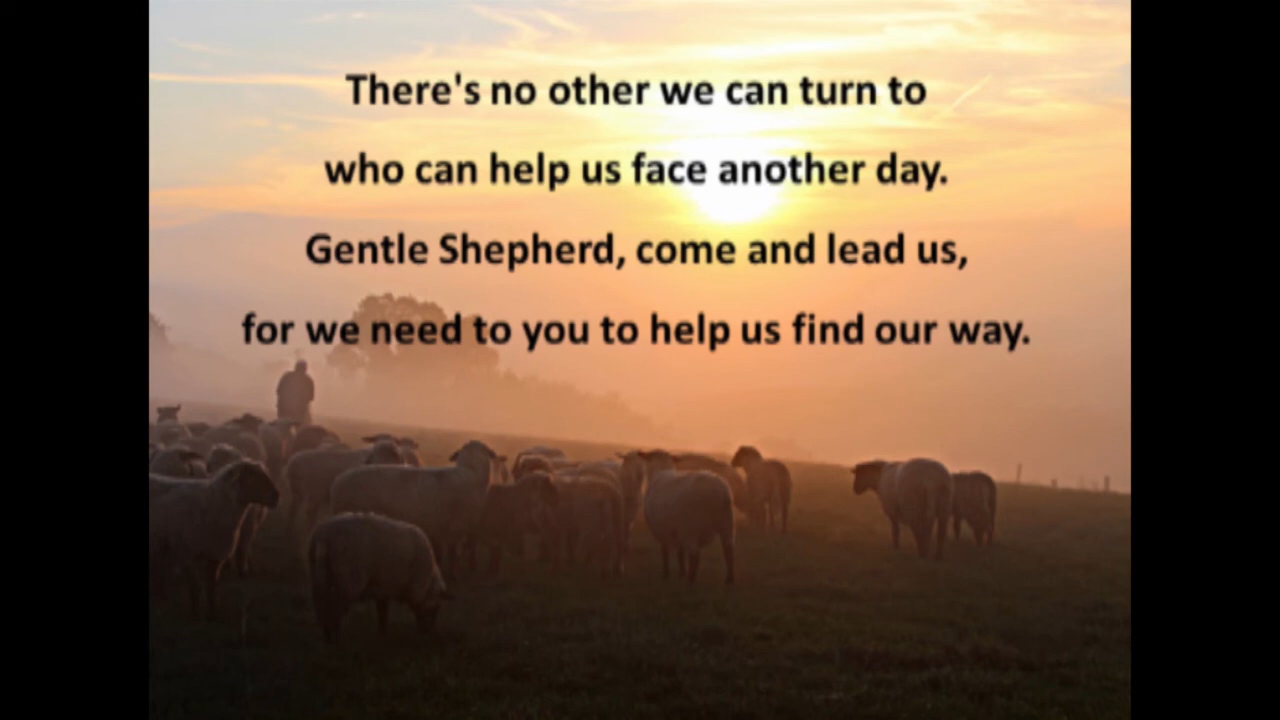 There's no other we can turn to
who can help us face another day.
Gentle Shepherd, come and lead us,
for we need to you to help us find our way.